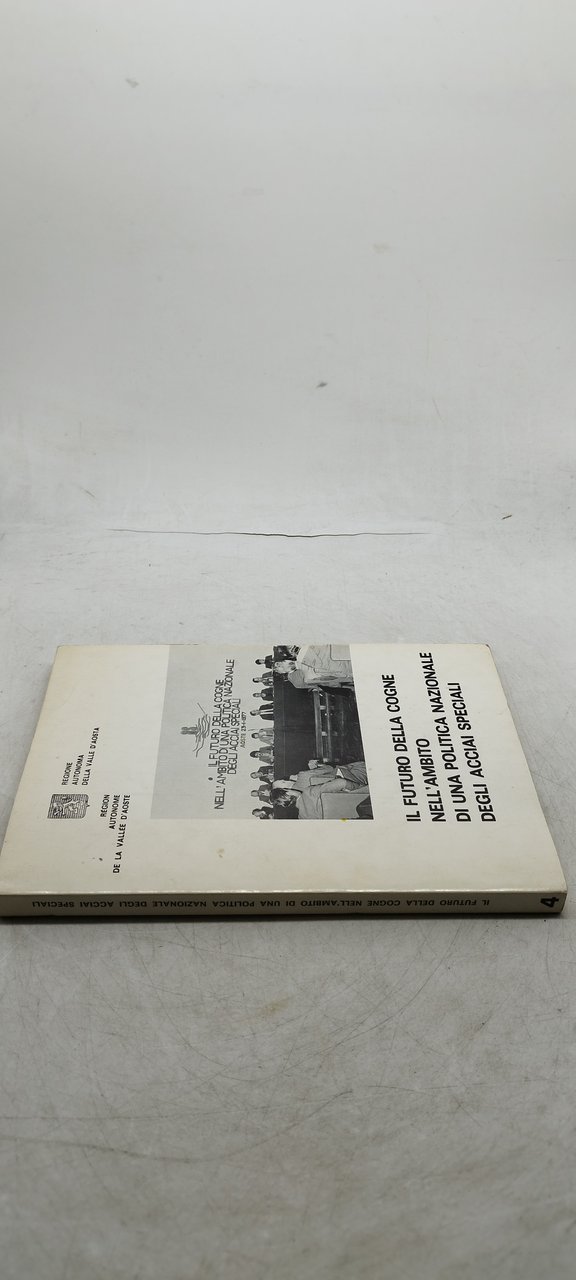 REGIONE
AUTONOMA
DELLA VALLE D'AOSTA
REGION
AUTONOME
DE LA VALLEE D'AOSTE
IL FUTURO DELLA COGNE
NELL'AMBITO DI UNA POLITICA NAZIONALE
DEGLI ACCIAI SPECIALI
IL FUTURO DELLA COGNE
NELL'AMBITO
DI UNA POLITICA NAZIONALE
DEGLI ACCIAI SPECIALI
IL FUTURO DELLA COGNE NELL'AMBITO DI UNA POLITICA NAZIONALE DEGLI ACCIAI SPECIALI
4